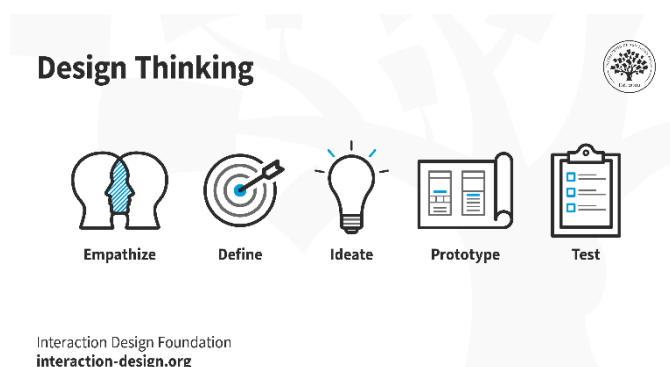 Design Thinking
Empathize
Define
Ideate
Prototype
Test
Interaction Design Foundation
interaction-design.org